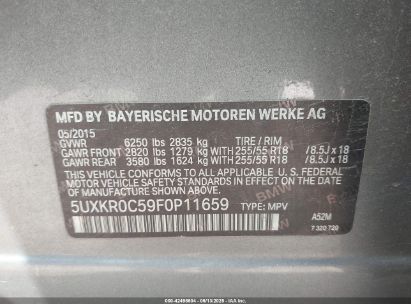 MFD BY BAYERISCHE MOTOREN WERKE AG
05/2015
GVWR 6250 lbs 2835 kg TIRE / RIM
GAWR FRONT 2820 lbs 1279 kg WITH 255/55 R18 / 8.5J x 18
GAWR REAR 3580 lbs 1624 kg WITH 255/55 R18 / 8.5J x 18
THIS VEHICLE CONFORMS TO ALL APPLICABLE U.S. FEDERAL
MOTOR VEHICLE SAFETY STANDARDS IN EFFECT ON THE DATE
OF MANUFACTURE SHOWN ABOVE.
5UXKR0C59F0P11659 TYPE: MPV
A52M
7 320 720